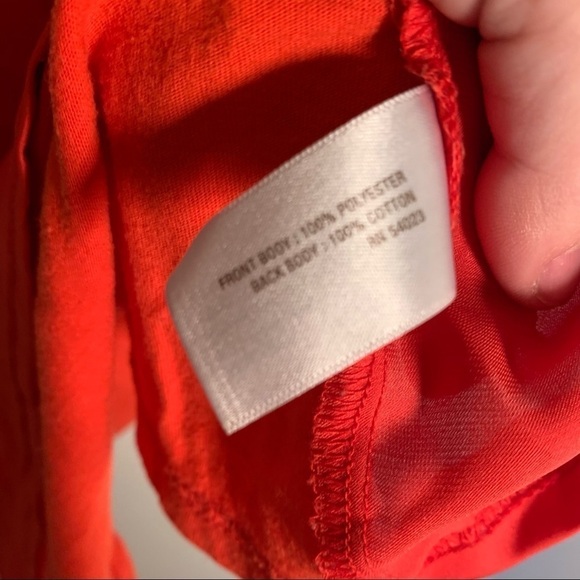 FRONT BODY : 100% POLYESTER
BACK BODY : 100% COTTON
RN 54023